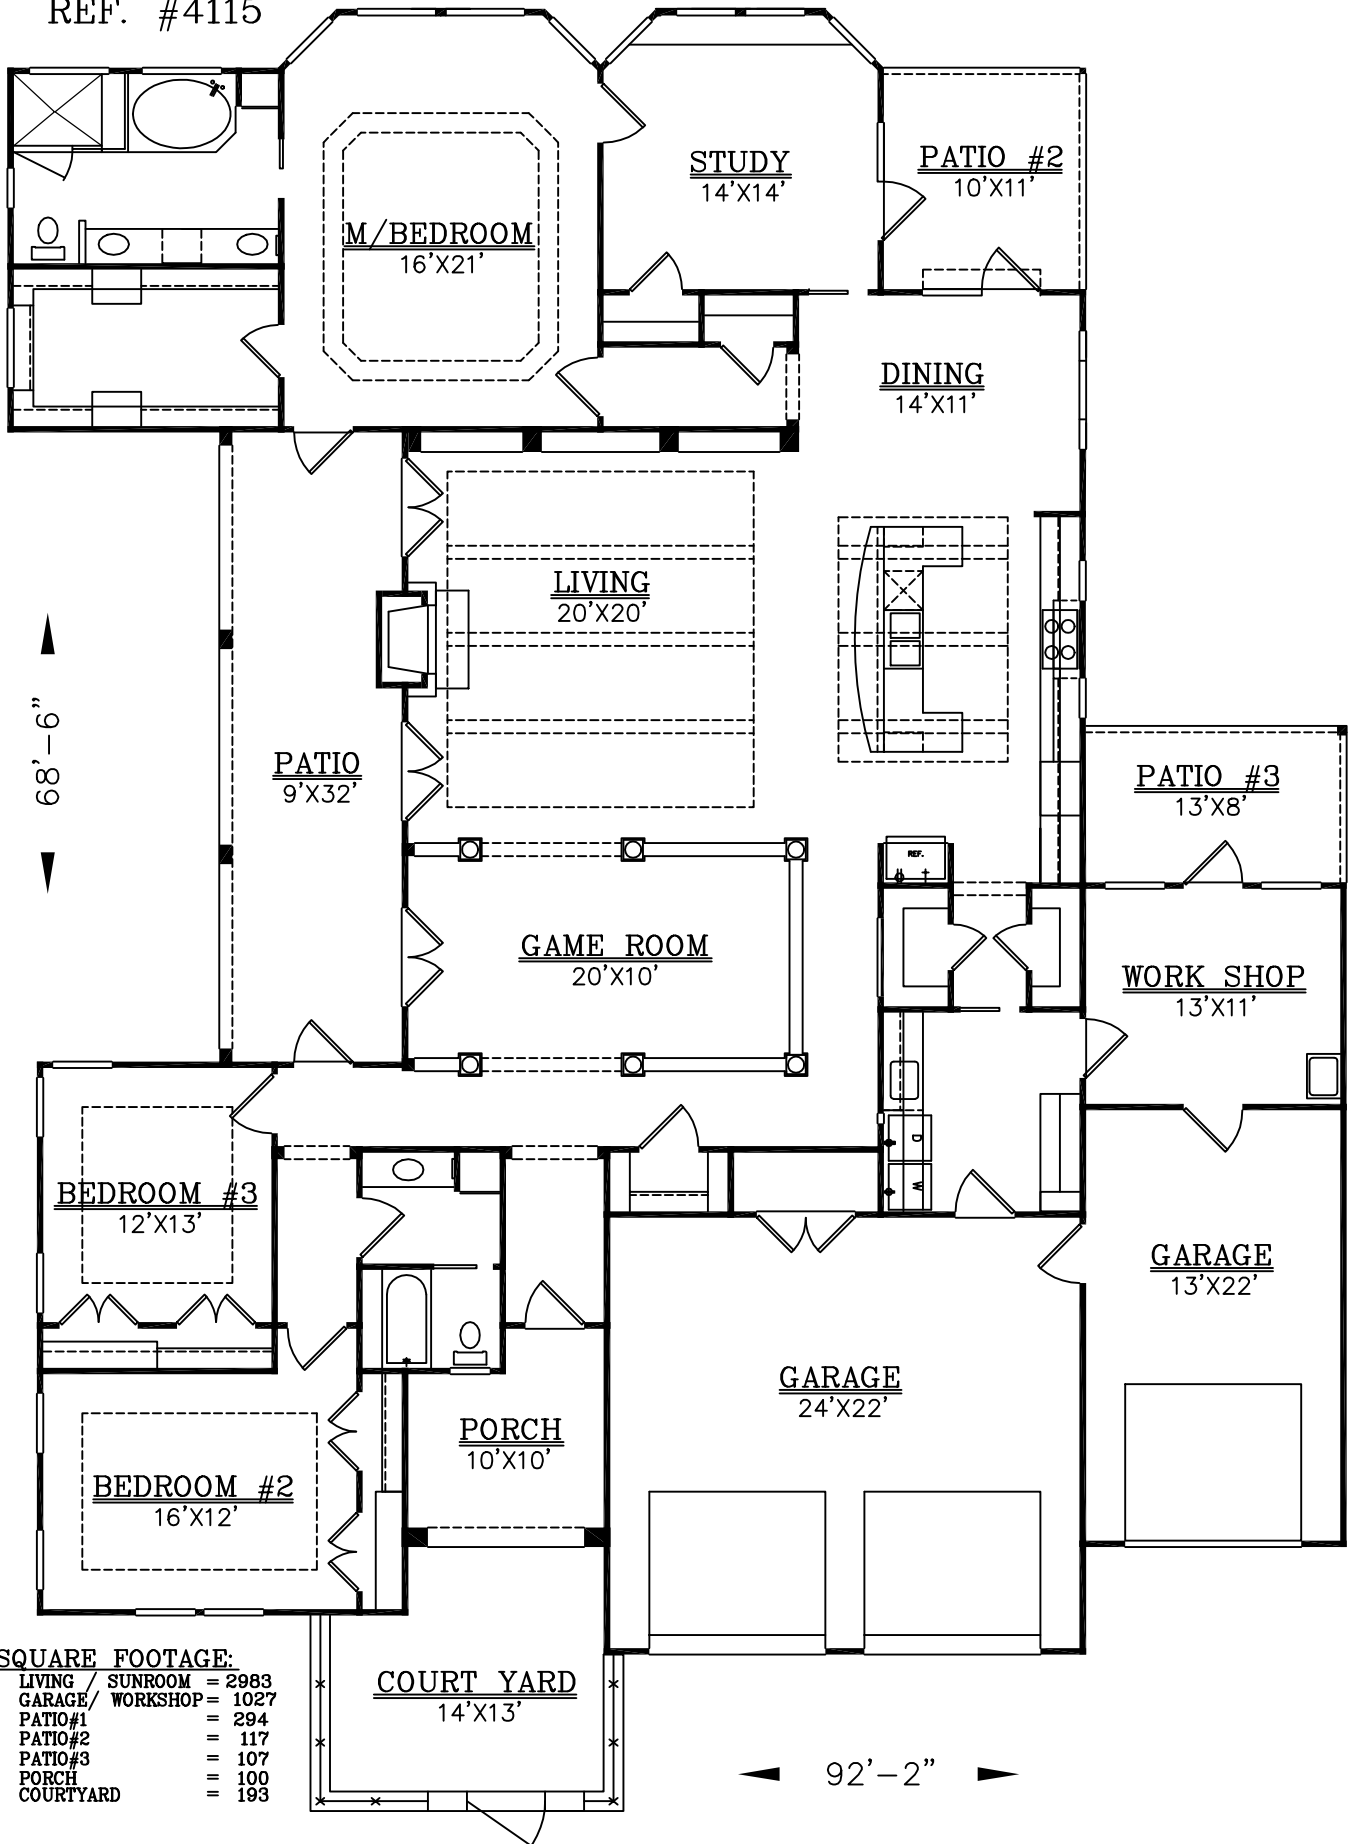 REF. #4115
STUDY
14'X14'
PATIO #2
10'X11'
M/BEDROOM
16'X21'
DINING
14'X11'
LIVING
20'X20'
68'-6"
PATIO
9'X32'
PATIO #3
13'X8'
REF.
GAME ROOM
20'X10'
WORK SHOP
13'X11'
D
W
BEDROOM #3
12'X13'
GARAGE
13'X22'
GARAGE
24'X22'
PORCH
10'X10'
BEDROOM #2
16'X12'
COURT YARD
14'X13'
SQUARE FOOTAGE:
LIVING / SUNROOM = 2983
GARAGE/ WORKSHOP = 1027
PATIO#1 = 294
PATIO#2 = 117
PATIO#3 = 107
PORCH = 100
COURTYARD = 193
92'-2"